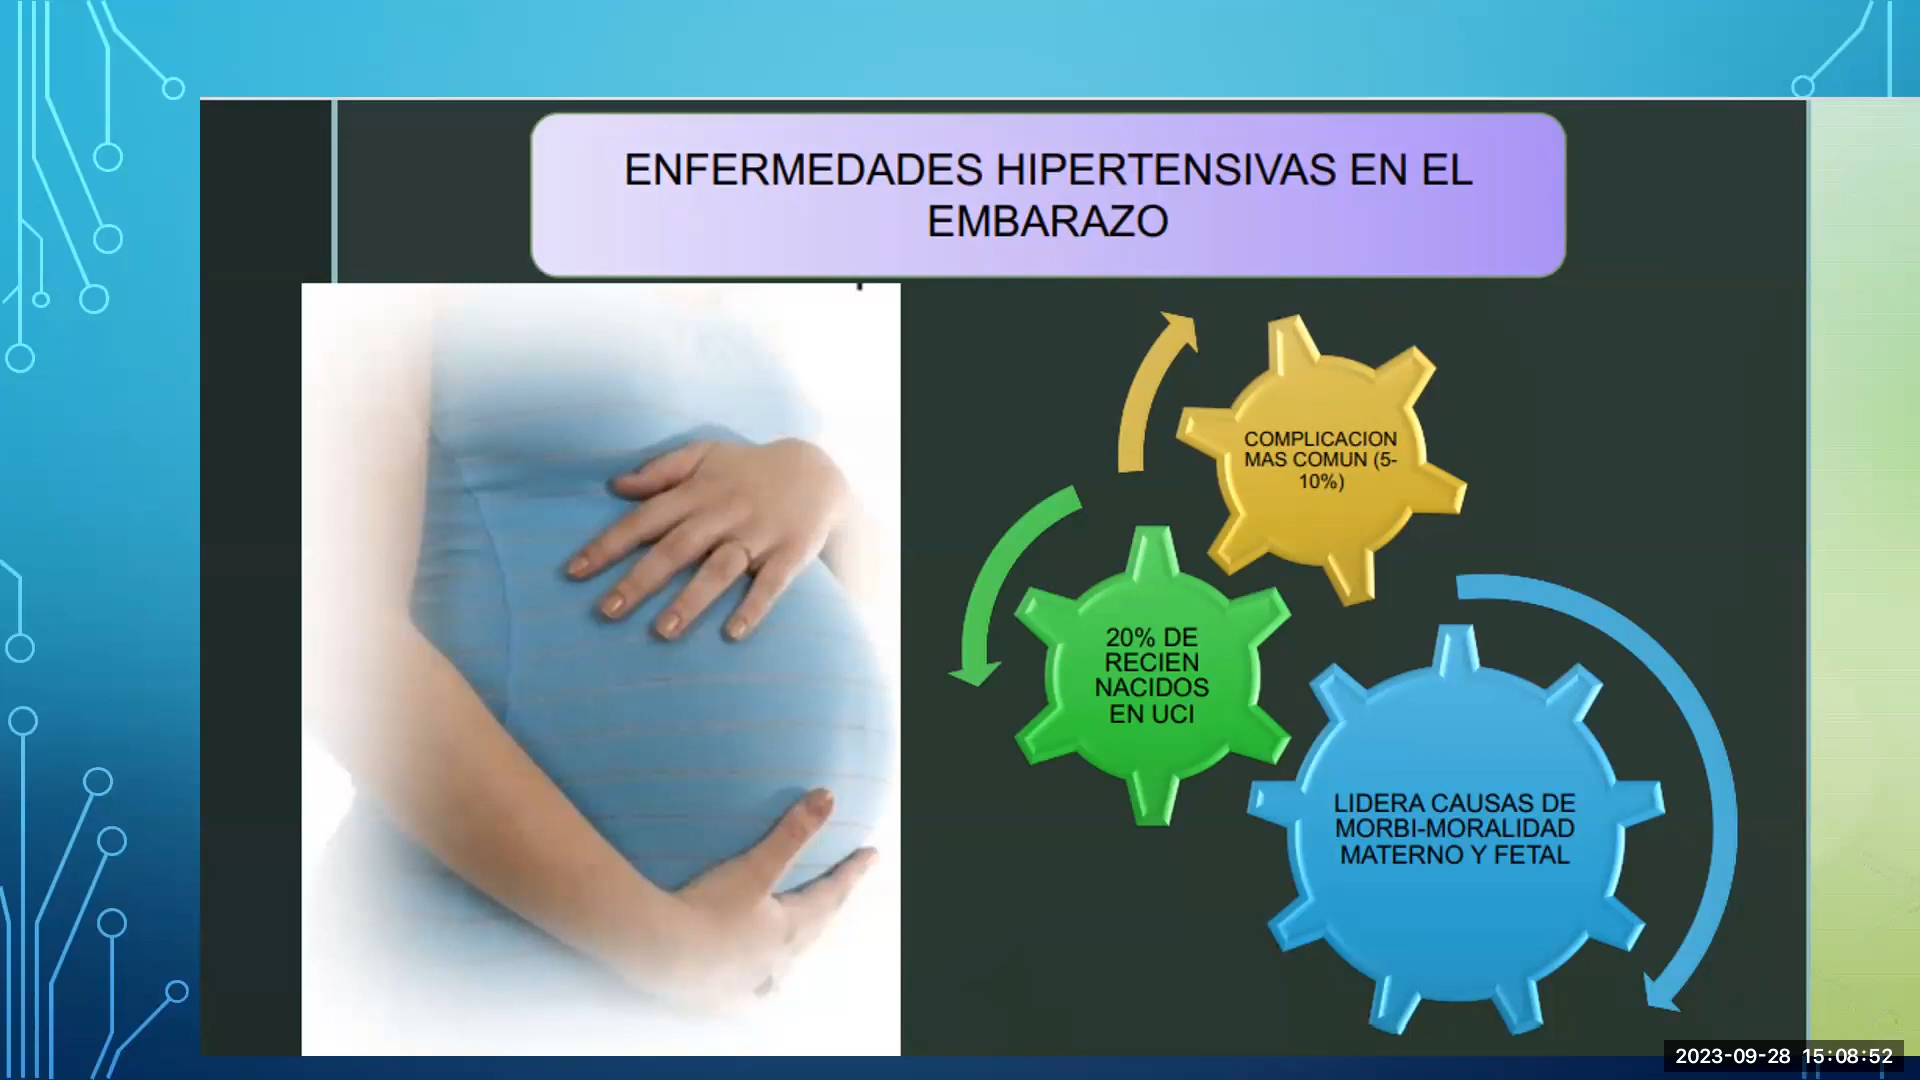 ENFERMEDADES HIPERTENSIVAS EN EL
EMBARAZO
COMPLICACION
MAS COMUN (5-
10%)
20% DE
RECIEN
NACIDOS
EN UCI
LIDERA CAUSAS DE
MORBI-MORALIDAD
MATERNO Y FETAL
2023-09-28 15:08:52